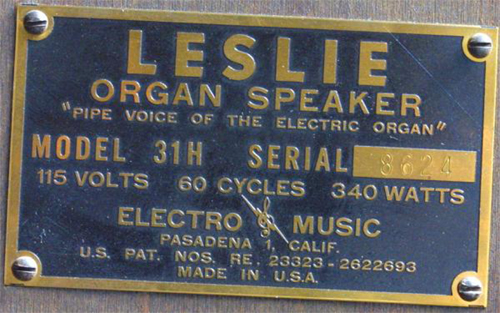 LESLIE
ORGAN SPEAKER
"PIPE VOICE OF THE ELECTRIC ORGAN"
MODEL 31H SERIAL 8624
115 VOLTS 60 CYCLES 340 WATTS
ELECTRO MUSIC
PASADENA 1, CALIF.
U.S. PAT. NOS. RE. 23323-2622693
MADE IN U.S.A.